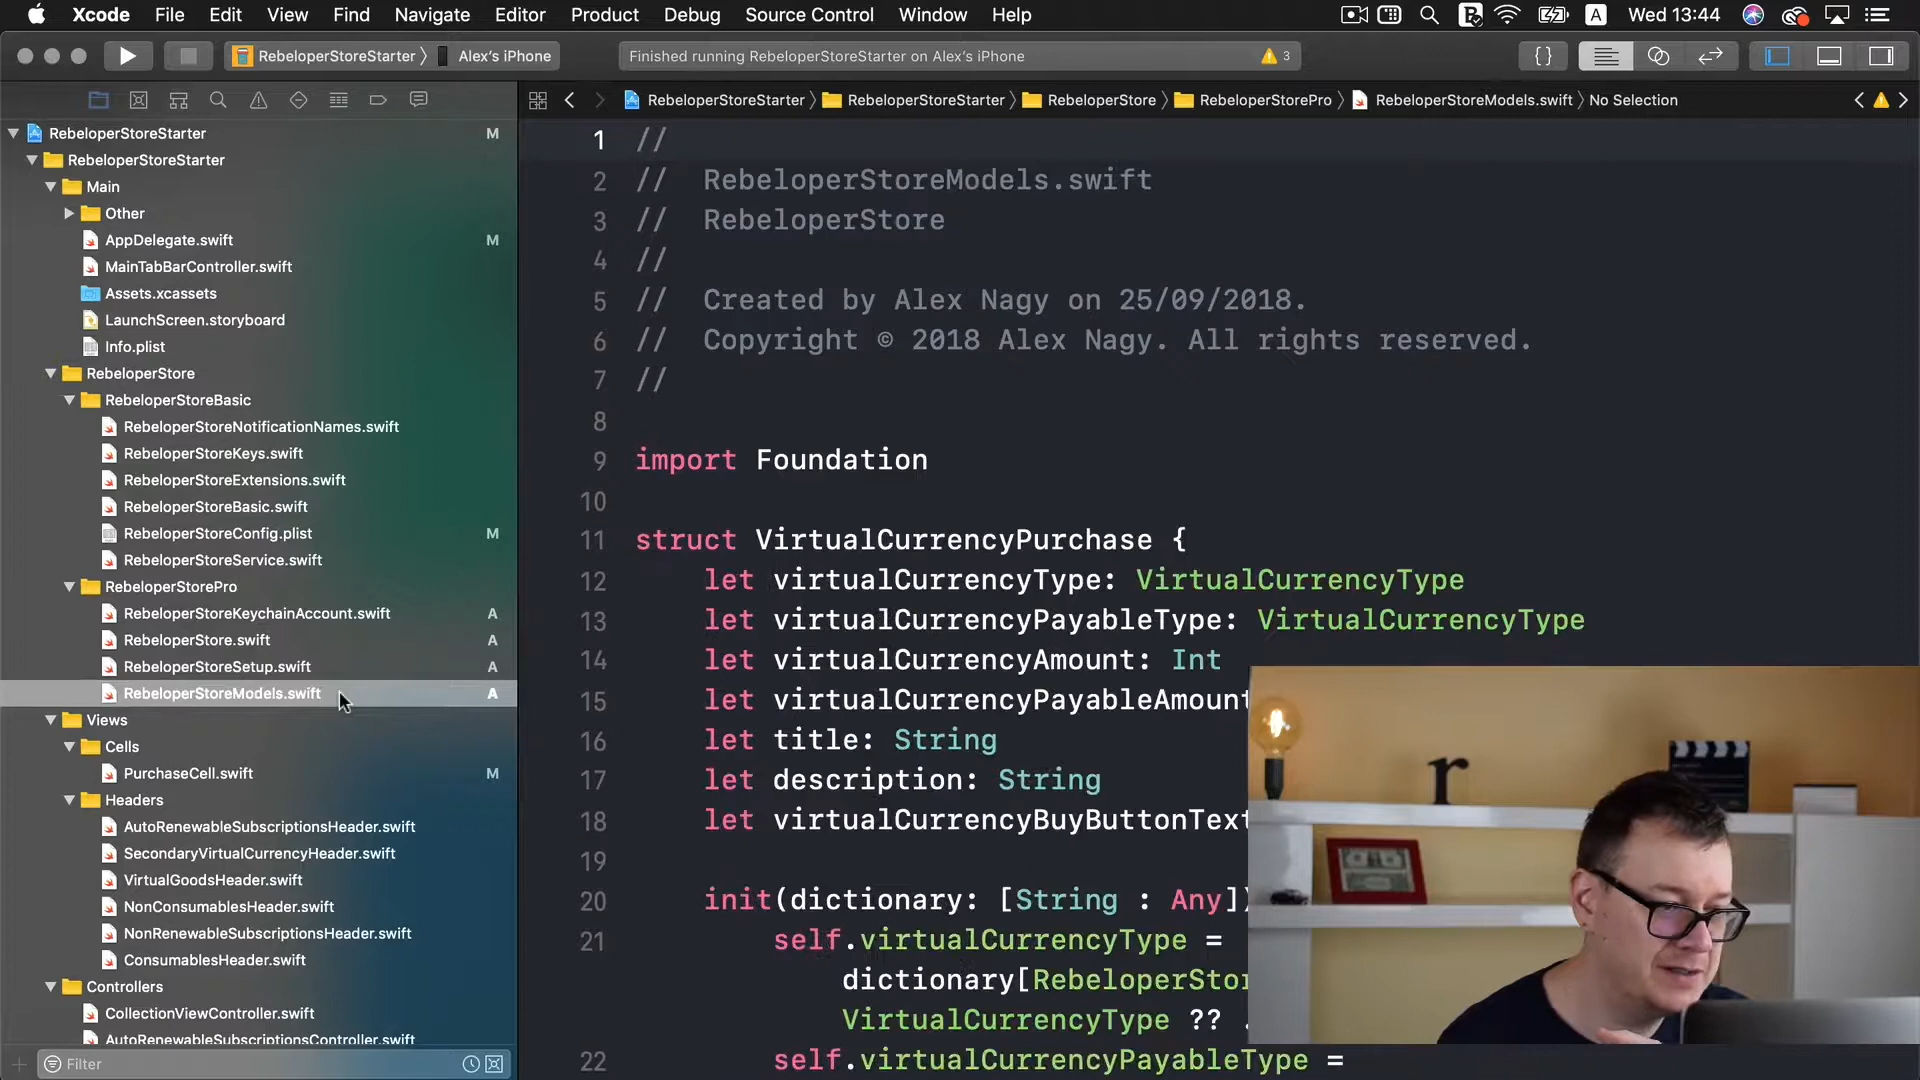 Xcode File Edit View Find Navigate Editor Product Debug Source Control Window Help A Wed 13:44
RebeloperStoreStarter Alex's iPhone
Finished running RebeloperStoreStarter on Alex's iPhone 3
RebeloperStoreStarter RebeloperStoreStarter RebeloperStore RebeloperStorePro RebeloperStoreModels.swift No Selection
RebeloperStoreStarter M
RebeloperStoreStarter
Main
Other
AppDelegate.swift M
MainTabBarController.swift
Assets.xcassets
LaunchScreen.storyboard
Info.plist
RebeloperStore
RebeloperStoreBasic
RebeloperStoreNotificationNames.swift
RebeloperStoreKeys.swift
RebeloperStoreExtensions.swift
RebeloperStoreBasic.swift
RebeloperStoreConfig.plist M
RebeloperStoreService.swift
RebeloperStorePro
RebeloperStoreKeychainAccount.swift A
RebeloperStore.swift A
RebeloperStoreSetup.swift A
RebeloperStoreModels.swift A
Views
Cells
PurchaseCell.swift M
Headers
AutoRenewableSubscriptionsHeader.swift
SecondaryVirtualCurrencyHeader.swift
VirtualGoodsHeader.swift
NonConsumablesHeader.swift
NonRenewableSubscriptionsHeader.swift
ConsumablesHeader.swift
Controllers
CollectionViewController.swift
AutoRenewableSubscriptionsController.swift
Filter
1 //
2 // RebeloperStoreModels.swift
3 // RebeloperStore
4 //
5 // Created by Alex Nagy on 25/09/2018.
6 // Copyright © 2018 Alex Nagy. All rights reserved.
7 //
8
9 import Foundation
10
11 struct VirtualCurrencyPurchase {
12 let virtualCurrencyType: VirtualCurrencyType
13 let virtualCurrencyPayableType: VirtualCurrencyType
14 let virtualCurrencyAmount: Int
15 let virtualCurrencyPayableAmount
16 let title: String
17 let description: String
18 let virtualCurrencyBuyButtonText
19
20 init(dictionary: [String : Any])
21 self.virtualCurrencyType =
dictionary[RebeloperStor
VirtualCurrencyType ?? .
22 self.virtualCurrencyPayableType =
r